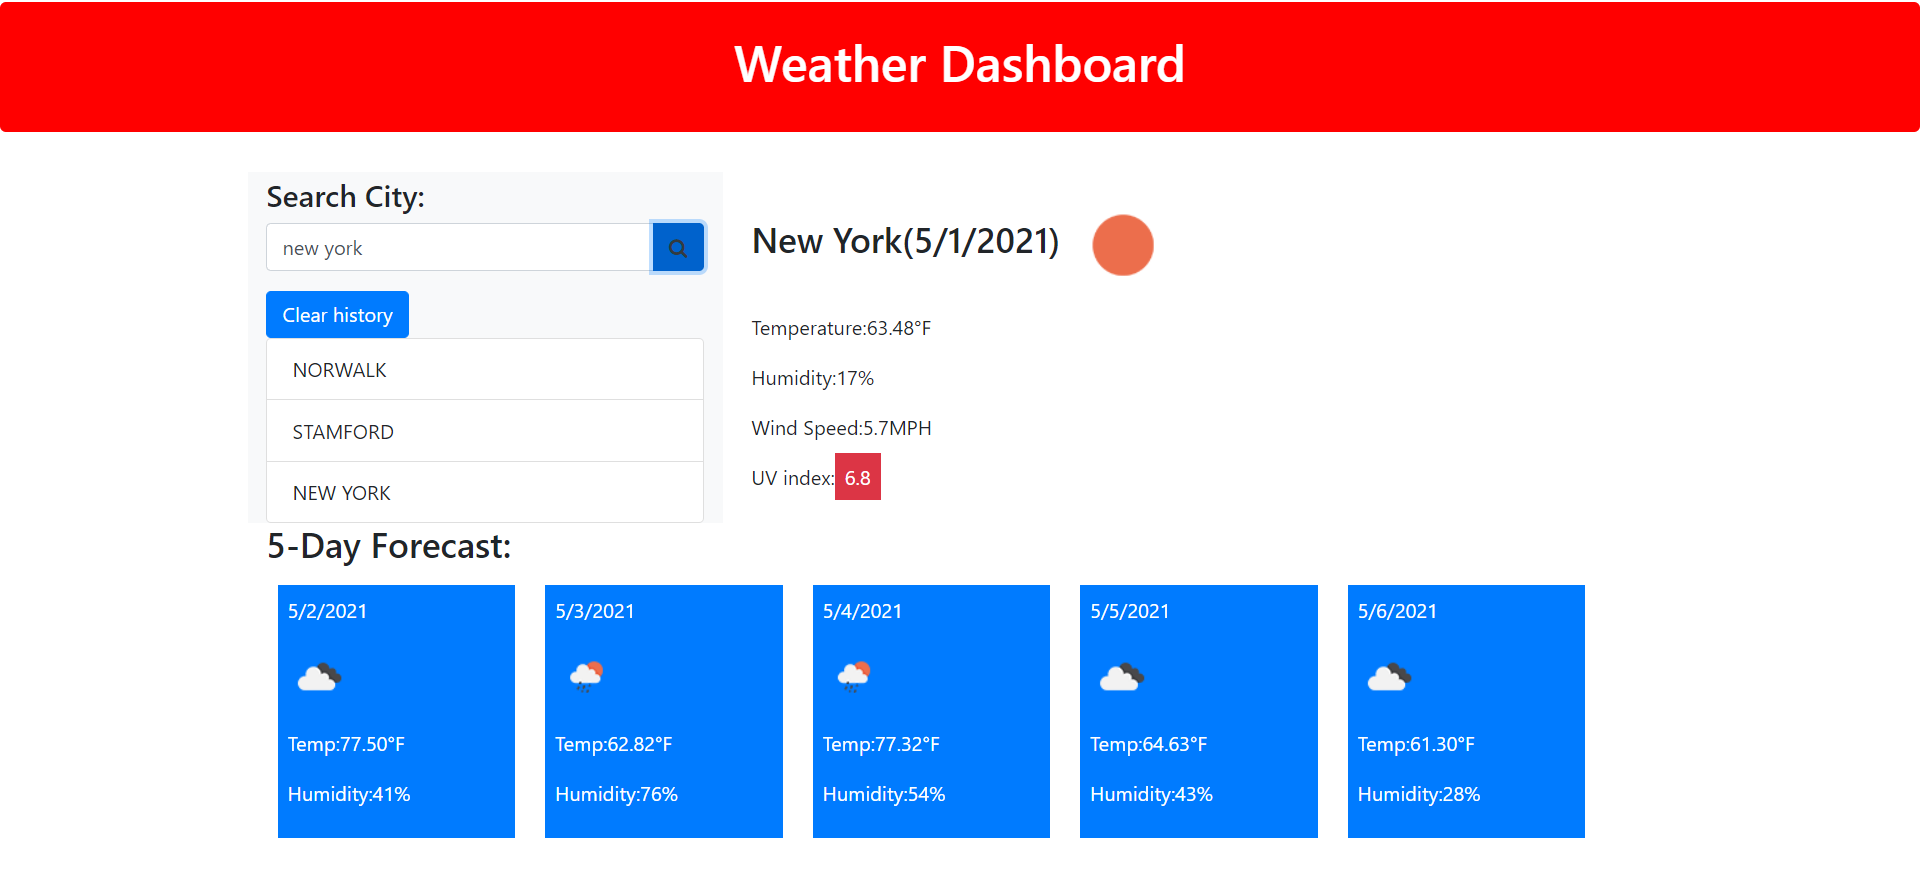 Weather Dashboard
Search City:
new york
Clear history
NORWALK
STAMFORD
NEW YORK
New York(5/1/2021)
Temperature:63.48°F
Humidity:17%
Wind Speed:5.7MPH
UV index: 6.8
5-Day Forecast:
5/2/2021
Temp:77.50°F
Humidity:41%
5/3/2021
Temp:62.82°F
Humidity:76%
5/4/2021
Temp:77.32°F
Humidity:54%
5/5/2021
Temp:64.63°F
Humidity:43%
5/6/2021
Temp:61.30°F
Humidity:28%